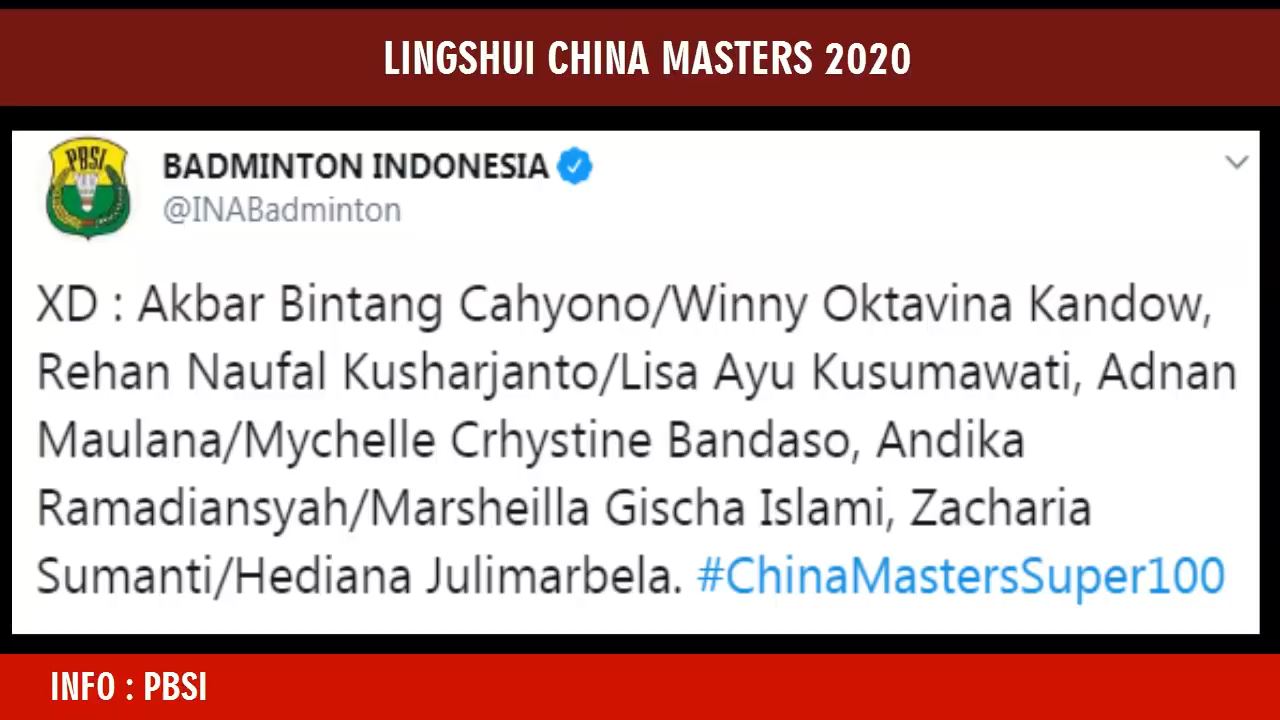 LINGSHUI CHINA MASTERS 2020
PBSI
BADMINTON INDONESIA
@INABadminton
XD : Akbar Bintang Cahyono/Winny Oktavina Kandow,
Rehan Naufal Kusharjanto/Lisa Ayu Kusumawati, Adnan
Maulana/Mychelle Crhystine Bandaso, Andika
Ramadiansyah/Marsheilla Gischa Islami, Zacharia
Sumanti/Hediana Julimarbela. #ChinaMastersSuper100
INFO : PBSI